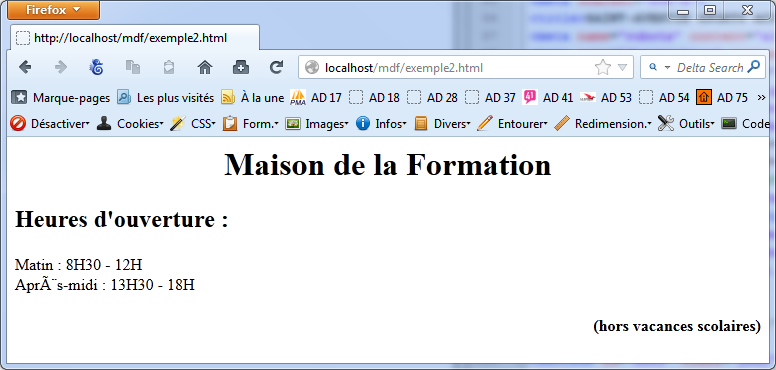 Firefox
http://localhost/mdf/exemple2.html
localhost/mdf/exemple2.html
Delta Search
Marque-pages Les plus visités À la une PMA AD 17 AD 18 AD 28 AD 37 41 AD 41 AD 53 AD 54 AD 75 »
Désactiver Cookies CSS Form. Images Infos Divers Entourer Redimension. Outils Code
Maison de la Formation
Heures d'ouverture :
Matin : 8H30 - 12H
AprÃ¨s-midi : 13H30 - 18H
(hors vacances scolaires)